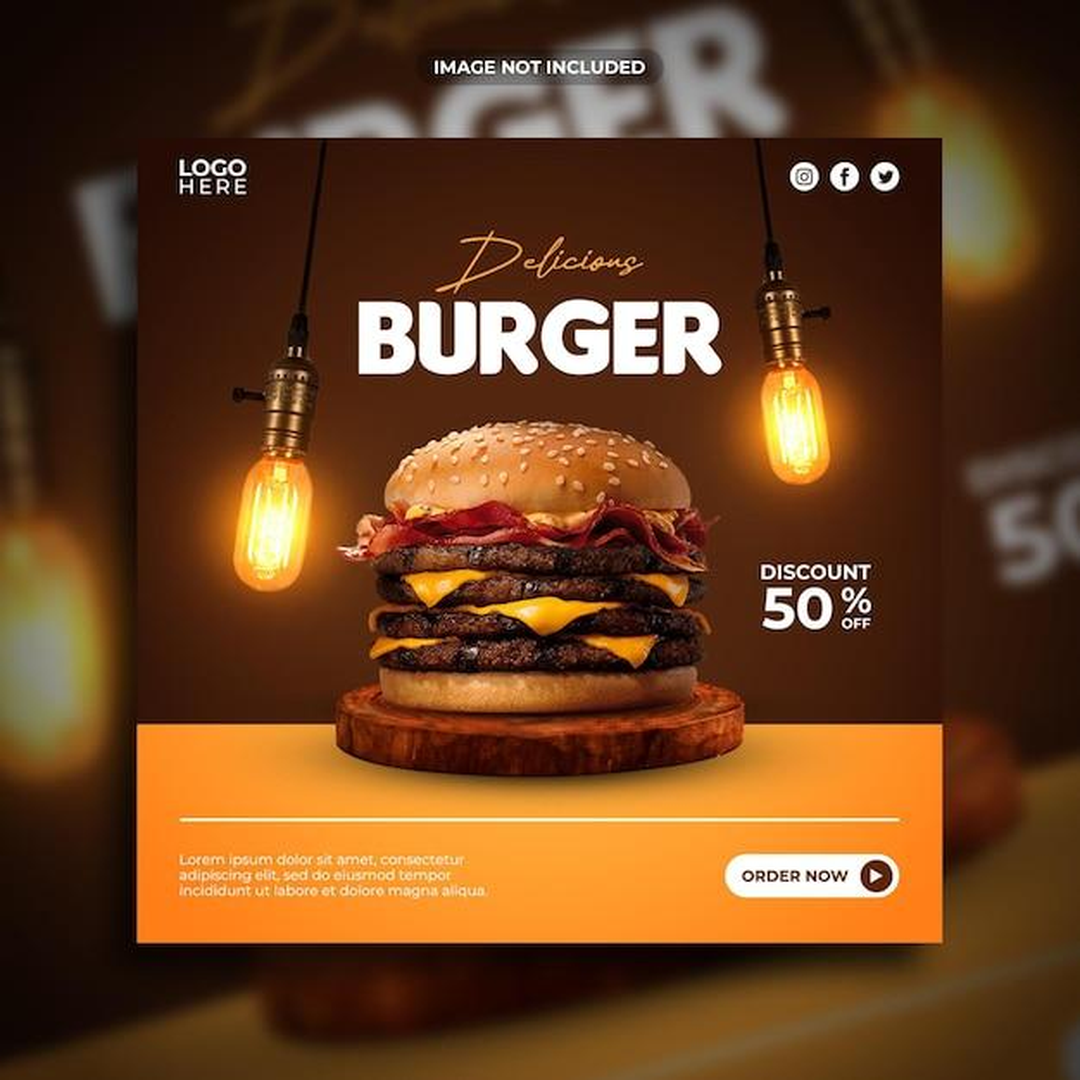 IMAGE NOT INCLUDED
BURGER
LOGO
HERE
Delicious
BURGER
DISCOUNT
50 %
OFF
Lorem ipsum dolor sit amet, consectetur
adipiscing elit, sed do eiusmod tempor
incididunt ut labore et dolore magna aliqua.
ORDER NOW